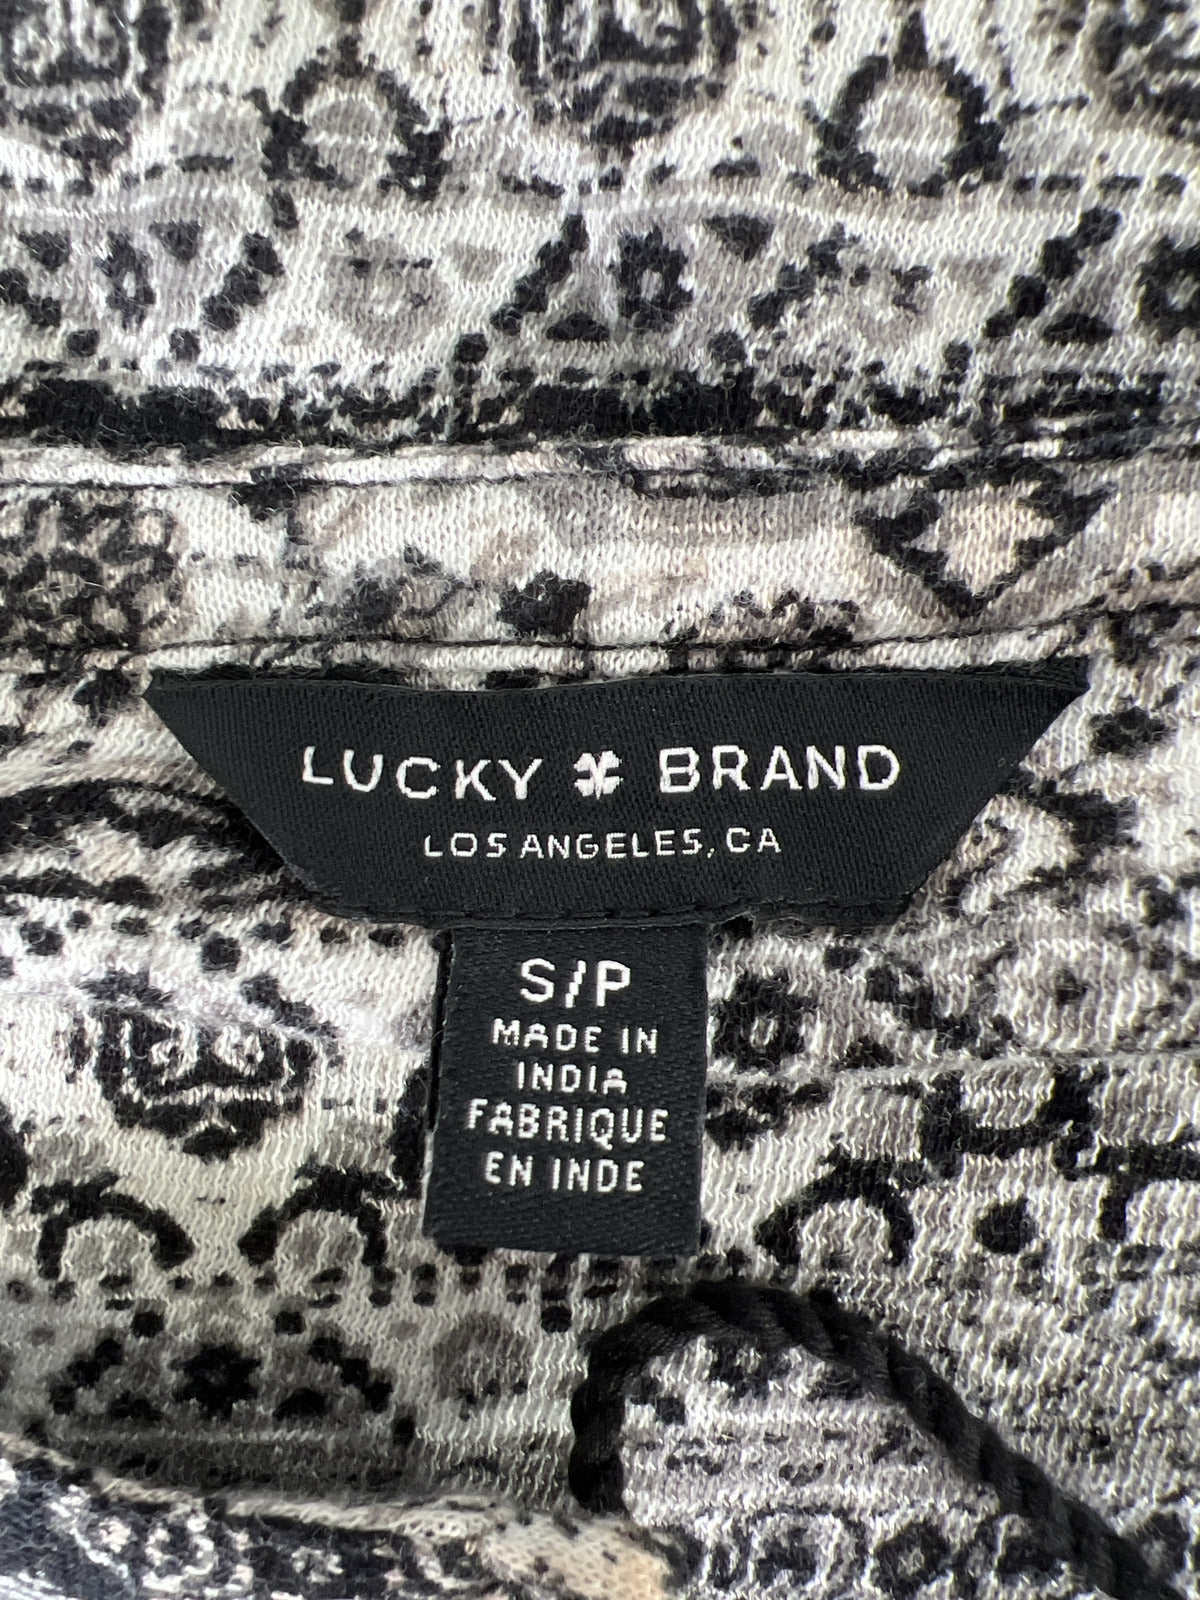 LUCKY BRAND
LOS ANGELES, CA
S/P
MADE IN
INDIA
FABRIQUE
EN INDE